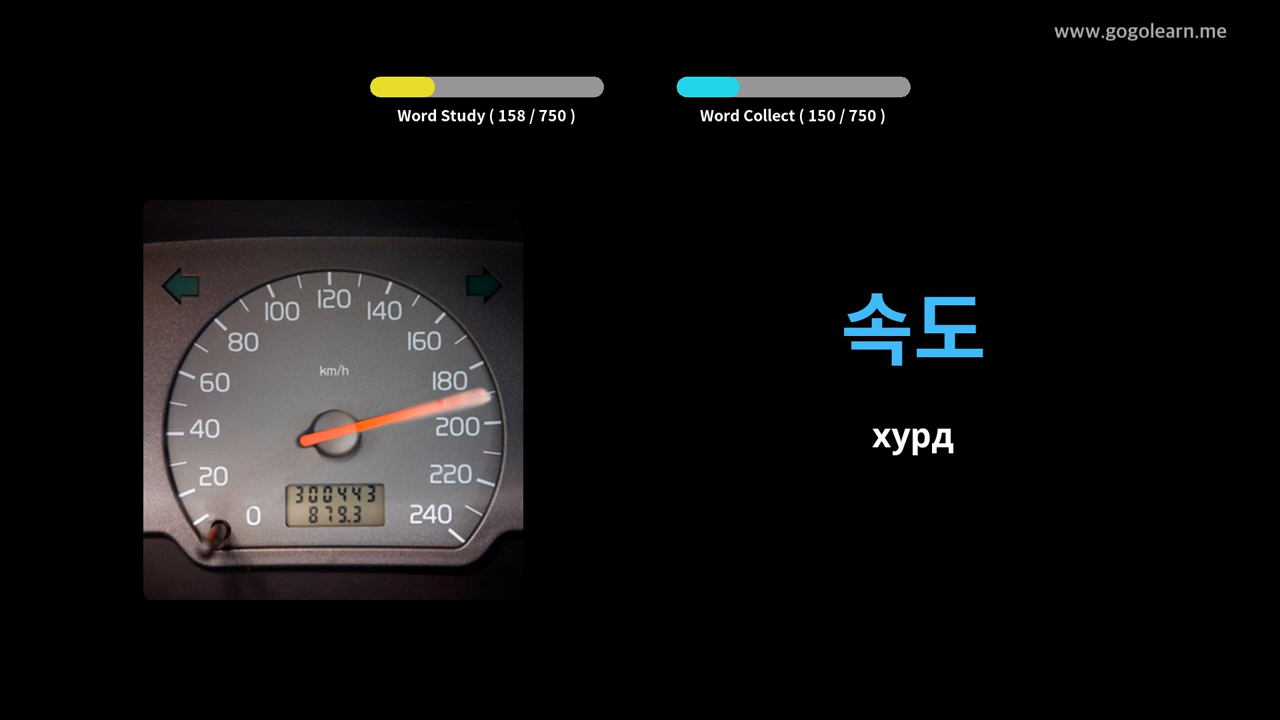 www.gogolearn.me
Word Study ( 158 / 750 )
Word Collect ( 150 / 750 )
120
100
140
80
160
km/h
60
180
40
200
20
220
300443
0
240
879.3
속도
хурд